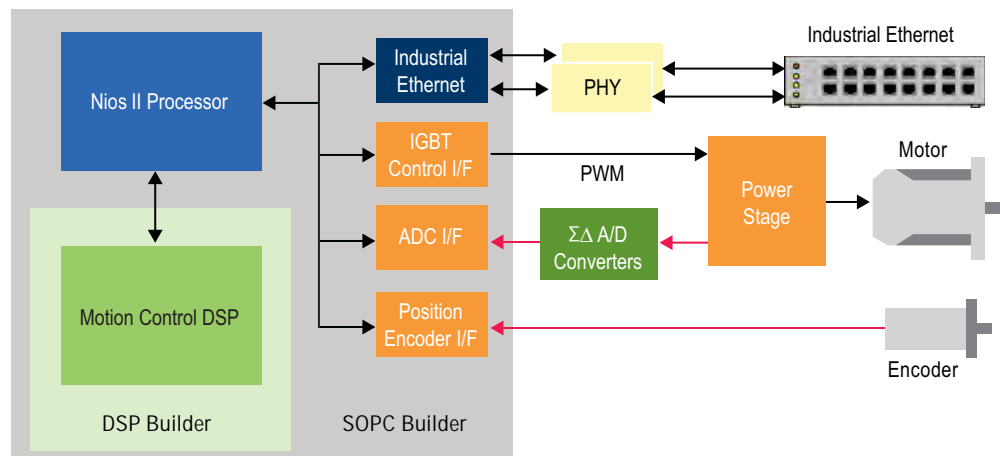 Industrial Ethernet
Nios II Processor
Industrial
Ethernet
PHY
IGBT
Control I/F
PWM
Power
Stage
Motor
ADC I/F
ΣΔ A/D
Converters
Motion Control DSP
Position
Encoder I/F
Encoder
DSP Builder
SOPC Builder